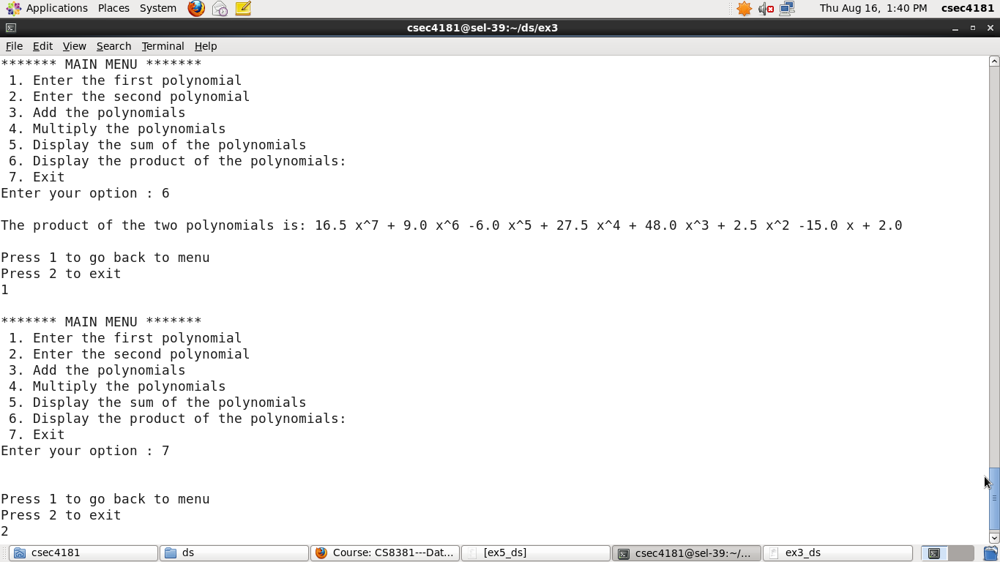 Applications Places System Thu Aug 16, 1:40 PM csec4181
csec4181@sel-39:~/ds/ex3
File Edit View Search Terminal Help
******* MAIN MENU *******
1. Enter the first polynomial
2. Enter the second polynomial
3. Add the polynomials
4. Multiply the polynomials
5. Display the sum of the polynomials
6. Display the product of the polynomials:
7. Exit
Enter your option : 6
The product of the two polynomials is: 16.5 x^7 + 9.0 x^6 -6.0 x^5 + 27.5 x^4 + 48.0 x^3 + 2.5 x^2 -15.0 x + 2.0
Press 1 to go back to menu
Press 2 to exit
1
******* MAIN MENU *******
1. Enter the first polynomial
2. Enter the second polynomial
3. Add the polynomials
4. Multiply the polynomials
5. Display the sum of the polynomials
6. Display the product of the polynomials:
7. Exit
Enter your option : 7
Press 1 to go back to menu
Press 2 to exit
2
csec4181 ds Course: CS8381---Dat... [ex5_ds] csec4181@sel-39:~/... ex3_ds